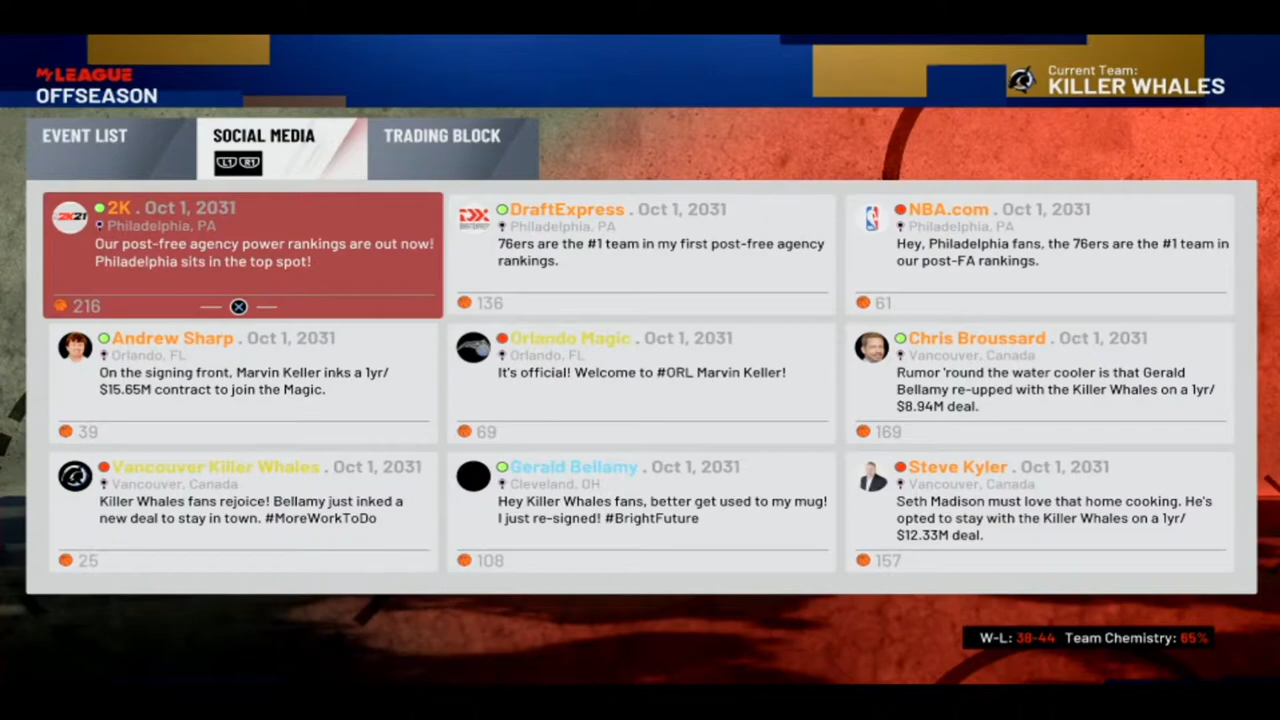 MyLEAGUE
OFFSEASON
Current Team:
KILLER WHALES
EVENT LIST
SOCIAL MEDIA
L1 R1
TRADING BLOCK
2K21
2K . Oct 1, 2031
Philadelphia, PA
Our post-free agency power rankings are out now!
Philadelphia sits in the top spot!
216
DX
DraftExpress . Oct 1, 2031
Philadelphia, PA
76ers are the #1 team in my first post-free agency
rankings.
136
NBA.com . Oct 1, 2031
Philadelphia, PA
Hey, Philadelphia fans, the 76ers are the #1 team in
our post-FA rankings.
61
Andrew Sharp . Oct 1, 2031
Orlando, FL
On the signing front, Marvin Keller inks a 1yr/
$15.65M contract to join the Magic.
39
Orlando Magic . Oct 1, 2031
Orlando, FL
It's official! Welcome to #ORL Marvin Keller!
69
Chris Broussard . Oct 1, 2031
Vancouver, Canada
Rumor 'round the water cooler is that Gerald
Bellamy re-upped with the Killer Whales on a 1yr/
$8.94M deal.
169
Vancouver Killer Whales . Oct 1, 2031
Vancouver, Canada
Killer Whales fans rejoice! Bellamy just inked a
new deal to stay in town. #MoreWorkToDo
25
Gerald Bellamy . Oct 1, 2031
Cleveland, OH
Hey Killer Whales fans, better get used to my mug!
I just re-signed! #BrightFuture
108
Steve Kyler . Oct 1, 2031
Vancouver, Canada
Seth Madison must love that home cooking. He's
opted to stay with the Killer Whales on a 1yr/
$12.33M deal.
157
W-L: 38-44 Team Chemistry: 65%